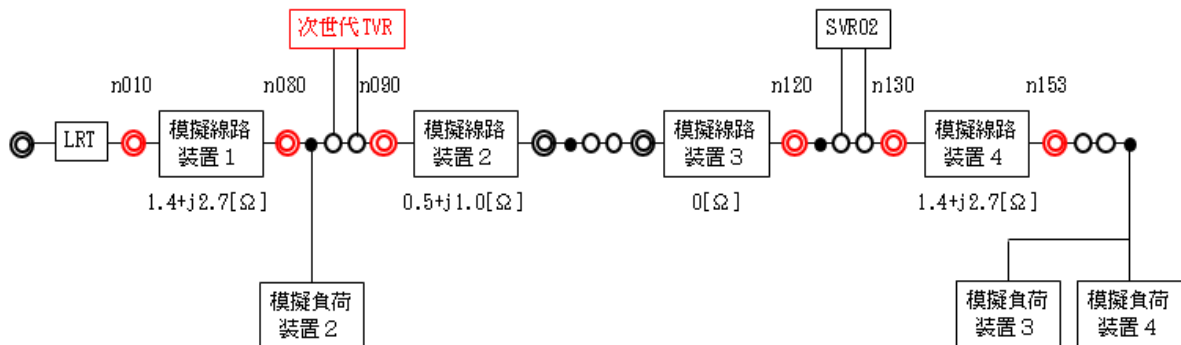 次世代TVR
SVR02
n010
n080
n090
n120
n130
n153
LRT
模擬線路
装置1
模擬線路
装置2
模擬線路
装置3
模擬線路
装置4
1.4+j2.7[Ω]
0.5+j1.0[Ω]
0[Ω]
1.4+j2.7[Ω]
模擬負荷
装置2
模擬負荷
装置3
模擬負荷
装置4